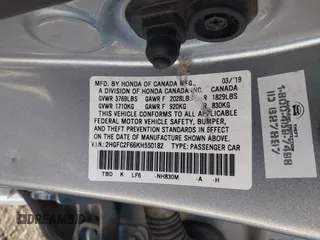 MFD. BY HONDA OF CANADA MFG., 03/'19
A DIVISION OF HONDA CANADA INC., CANADA
GVWR 3769LBS GAWR F 2028LBS R 1829LBS
GVWR 1710KG GAWR F 920KG R 830KG
THIS VEHICLE CONFORMS TO ALL APPLICABLE
FEDERAL MOTOR VEHICLE SAFETY, BUMPER,
AND THEFT PREVENTION STANDARDS IN EFFECT ON
THE DATE OF MANUFACTURE SHOWN ABOVE.
V.I.N.: 2HGFC2F66KH550182 TYPE: PASSENGER CAR
TBD K LF6 -NH830M -A -H